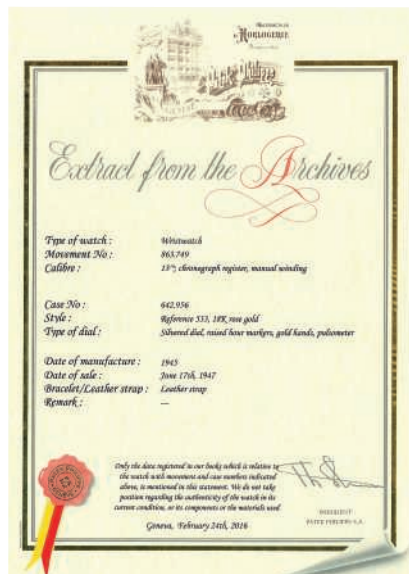 Manufacture
HORLOGERIE
Patek Philippe
Genève
Extract from the Archives
Type of watch : Wristwatch
Movement No : 863,749
Calibre : 13''', chronograph register, manual winding
Case No : 642,956
Style : Reference 533, 18K rose gold
Type of dial : Silvered dial, raised hour markers, gold hands, pulsometer
Date of manufacture : 1945
Date of sale : June 17th, 1947
Bracelet/Leather strap : Leather strap
Remark : ---
Only the data registered in our books which is relative to
the watch with movement and case numbers indicated
above, is mentioned in this statement. We do not take
position regarding the authenticity of the watch in its
current condition, or its components or the materials used.
Geneva, February 24th, 2016
PRESIDENT
PATEK PHILIPPE S.A.